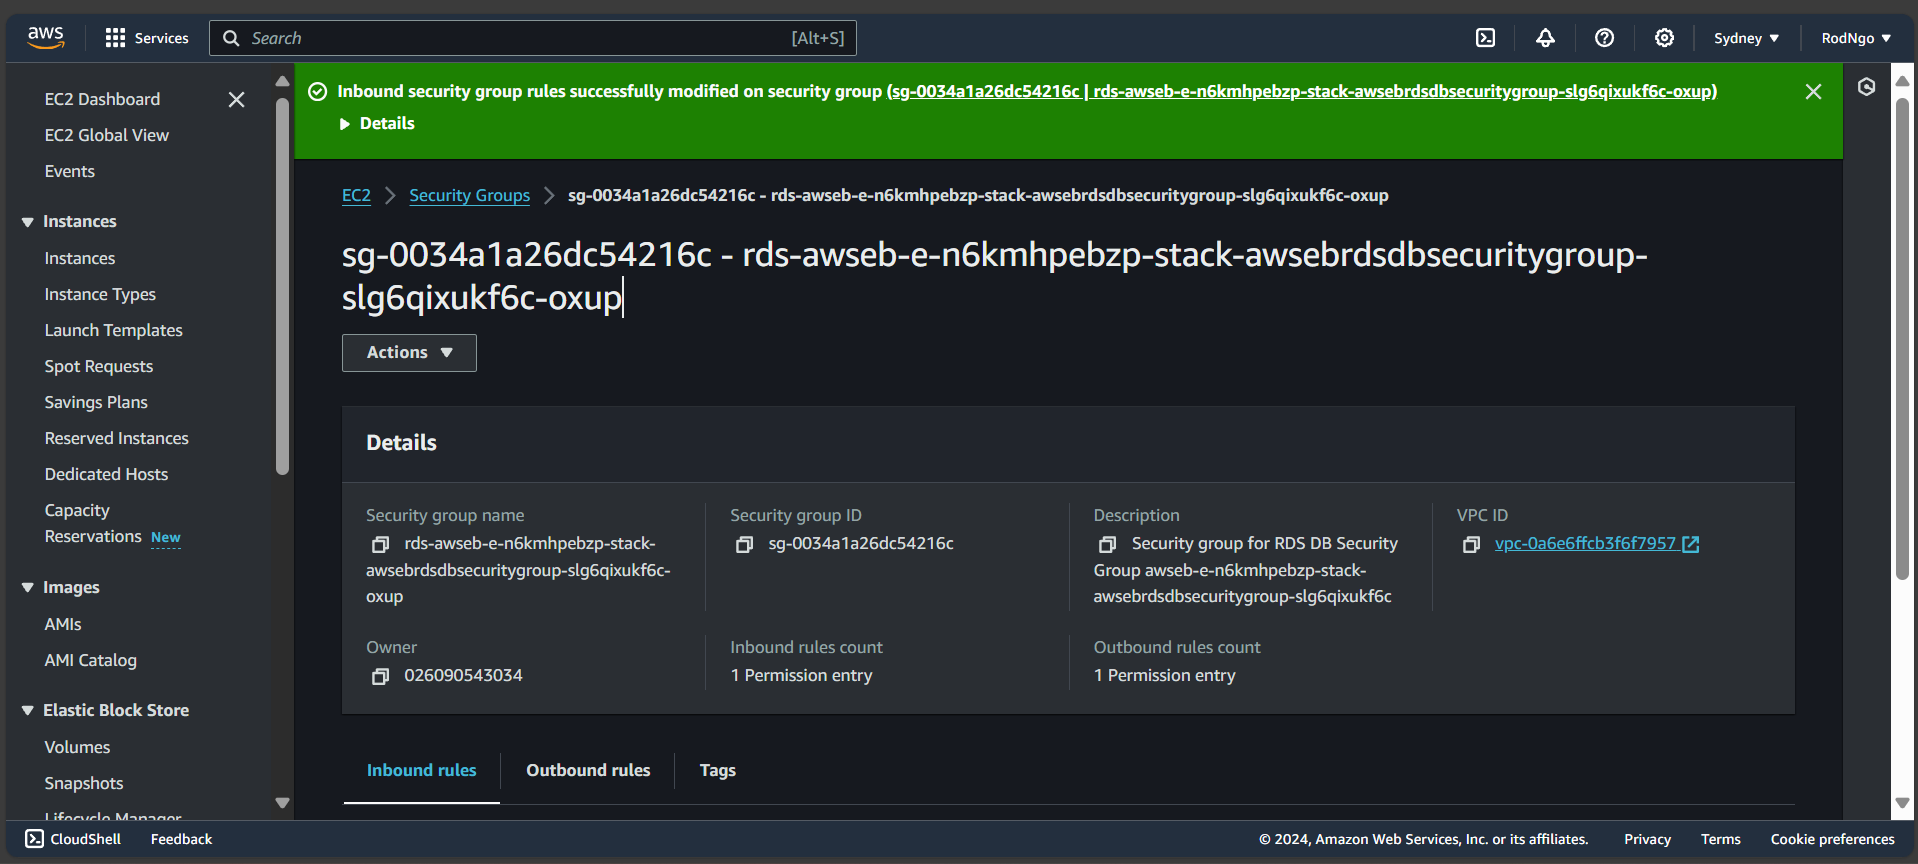 aws
Services
Search
[Alt+S]
Sydney
RodNgo
EC2 Dashboard
EC2 Global View
Events
Instances
Instances
Instance Types
Launch Templates
Spot Requests
Savings Plans
Reserved Instances
Dedicated Hosts
Capacity
Reservations New
Images
AMIs
AMI Catalog
Elastic Block Store
Volumes
Snapshots
Lifecycle Manager
Inbound security group rules successfully modified on security group (sg-0034a1a26dc54216c | rds-awseb-e-n6kmhpebzp-stack-awsebrdsdbsecuritygroup-slg6qixukf6c-oxup)
Details
EC2
Security Groups
sg-0034a1a26dc54216c - rds-awseb-e-n6kmhpebzp-stack-awsebrdsdbsecuritygroup-slg6qixukf6c-oxup
sg-0034a1a26dc54216c - rds-awseb-e-n6kmhpebzp-stack-awsebrdsdbsecuritygroup-
slg6qixukf6c-oxup
Actions
Details
Security group name
rds-awseb-e-n6kmhpebzp-stack-
awsebrdsdbsecuritygroup-slg6qixukf6c-
oxup
Security group ID
sg-0034a1a26dc54216c
Description
Security group for RDS DB Security
Group awseb-e-n6kmhpebzp-stack-
awsebrdsdbsecuritygroup-slg6qixukf6c
VPC ID
vpc-0a6e6ffcb3f6f7957
Owner
026090543034
Inbound rules count
1 Permission entry
Outbound rules count
1 Permission entry
Inbound rules
Outbound rules
Tags
CloudShell
Feedback
© 2024, Amazon Web Services, Inc. or its affiliates.
Privacy
Terms
Cookie preferences